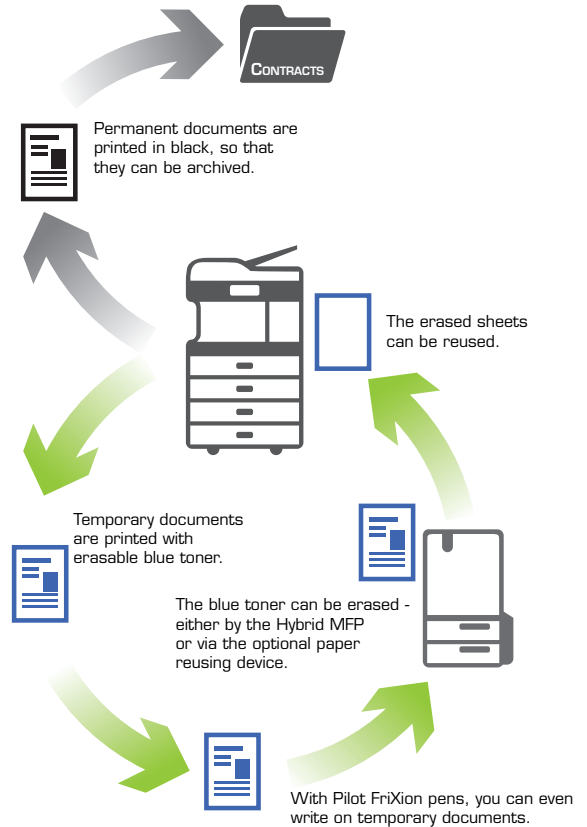 CONTRACTS
Permanent documents are
printed in black, so that
they can be archived.
The erased sheets
can be reused.
Temporary documents
are printed with
erasable blue toner.
The blue toner can be erased -
either by the Hybrid MFP
or via the optional paper
reusing device.
With Pilot FriXion pens, you can even
write on temporary documents.